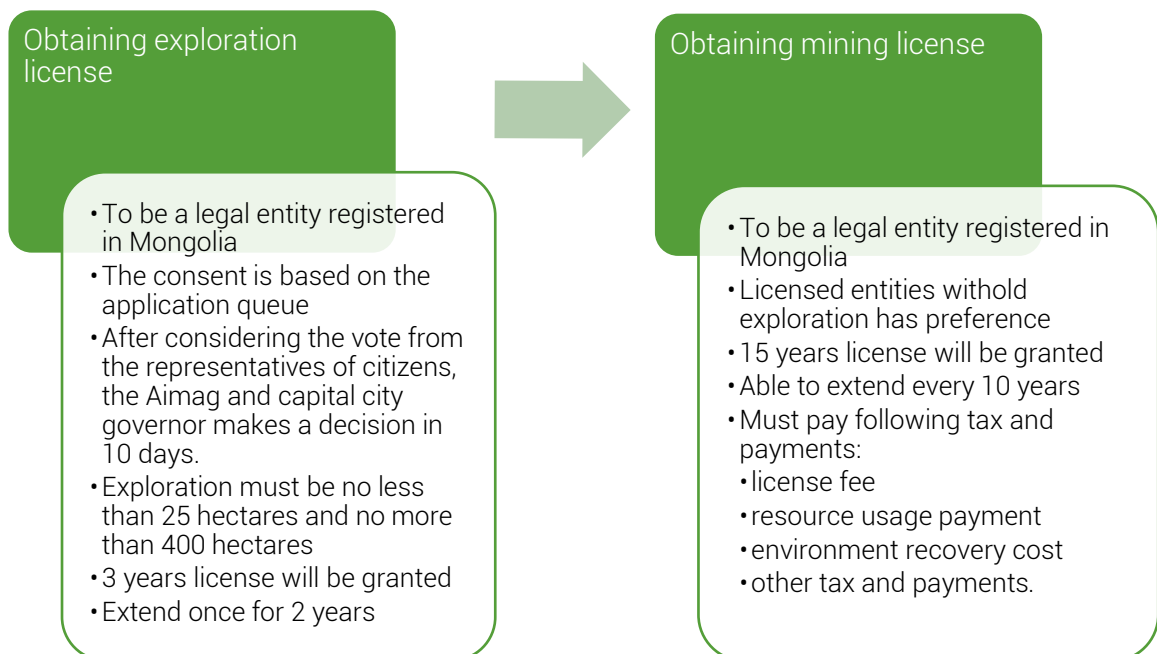 Obtaining exploration
license
• To be a legal entity registered
in Mongolia
• The consent is based on the
application queue
• After considering the vote from
the representatives of citizens,
the Aimag and capital city
governor makes a decision in
10 days.
• Exploration must be no less
than 25 hectares and no more
than 400 hectares
• 3 years license will be granted
• Extend once for 2 years
Obtaining mining license
• To be a legal entity registered in
Mongolia
• Licensed entities withold
exploration has preference
• 15 years license will be granted
• Able to extend every 10 years
• Must pay following tax and
payments:
• license fee
• resource usage payment
• environment recovery cost
• other tax and payments.